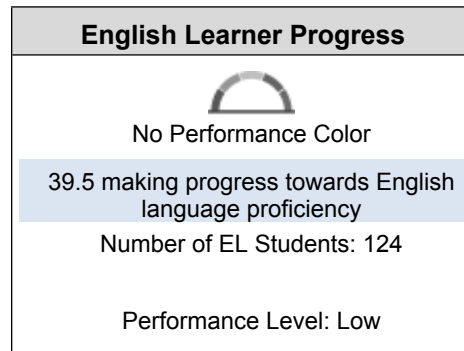 English Learner Progress
No Performance Color
39.5 making progress towards English
language proficiency
Number of EL Students: 124
Performance Level: Low